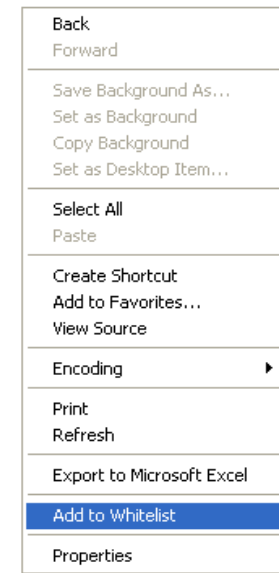 Back
Forward
Save Background As...
Set as Background
Copy Background
Set as Desktop Item...
Select All
Paste
Create Shortcut
Add to Favorites...
View Source
Encoding
Print
Refresh
Export to Microsoft Excel
Add to Whitelist
Properties